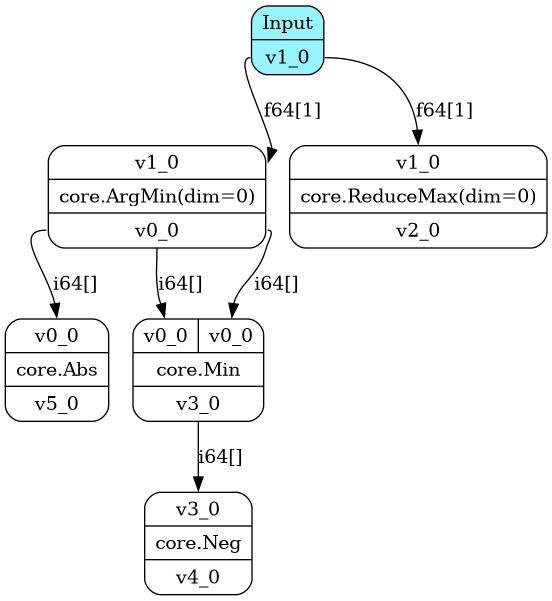 Input
v1_0
f64[1]
f64[1]
v1_0
core.ArgMin(dim=0)
v0_0
v1_0
core.ReduceMax(dim=0)
v2_0
i64[]
i64[]
i64[]
v0_0
core.Abs
v5_0
v0_0 v0_0
core.Min
v3_0
i64[]
v3_0
core.Neg
v4_0